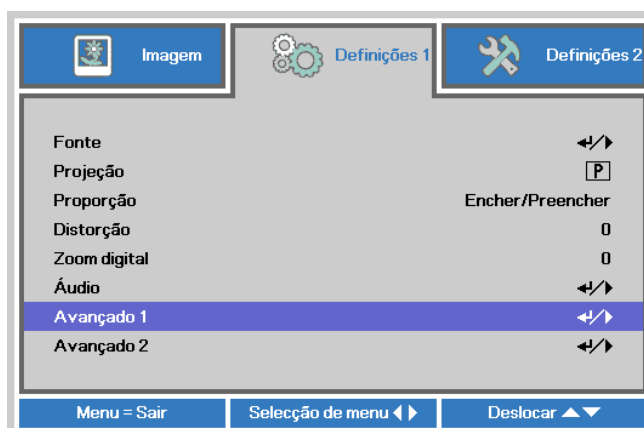 Imagem
Definições 1
Definições 2
Fonte
Projeção P
Proporção Encher/Preencher
Distorção 0
Zoom digital 0
Áudio
Avançado 1
Avançado 2
Menu = Sair
Selecção de menu
Deslocar